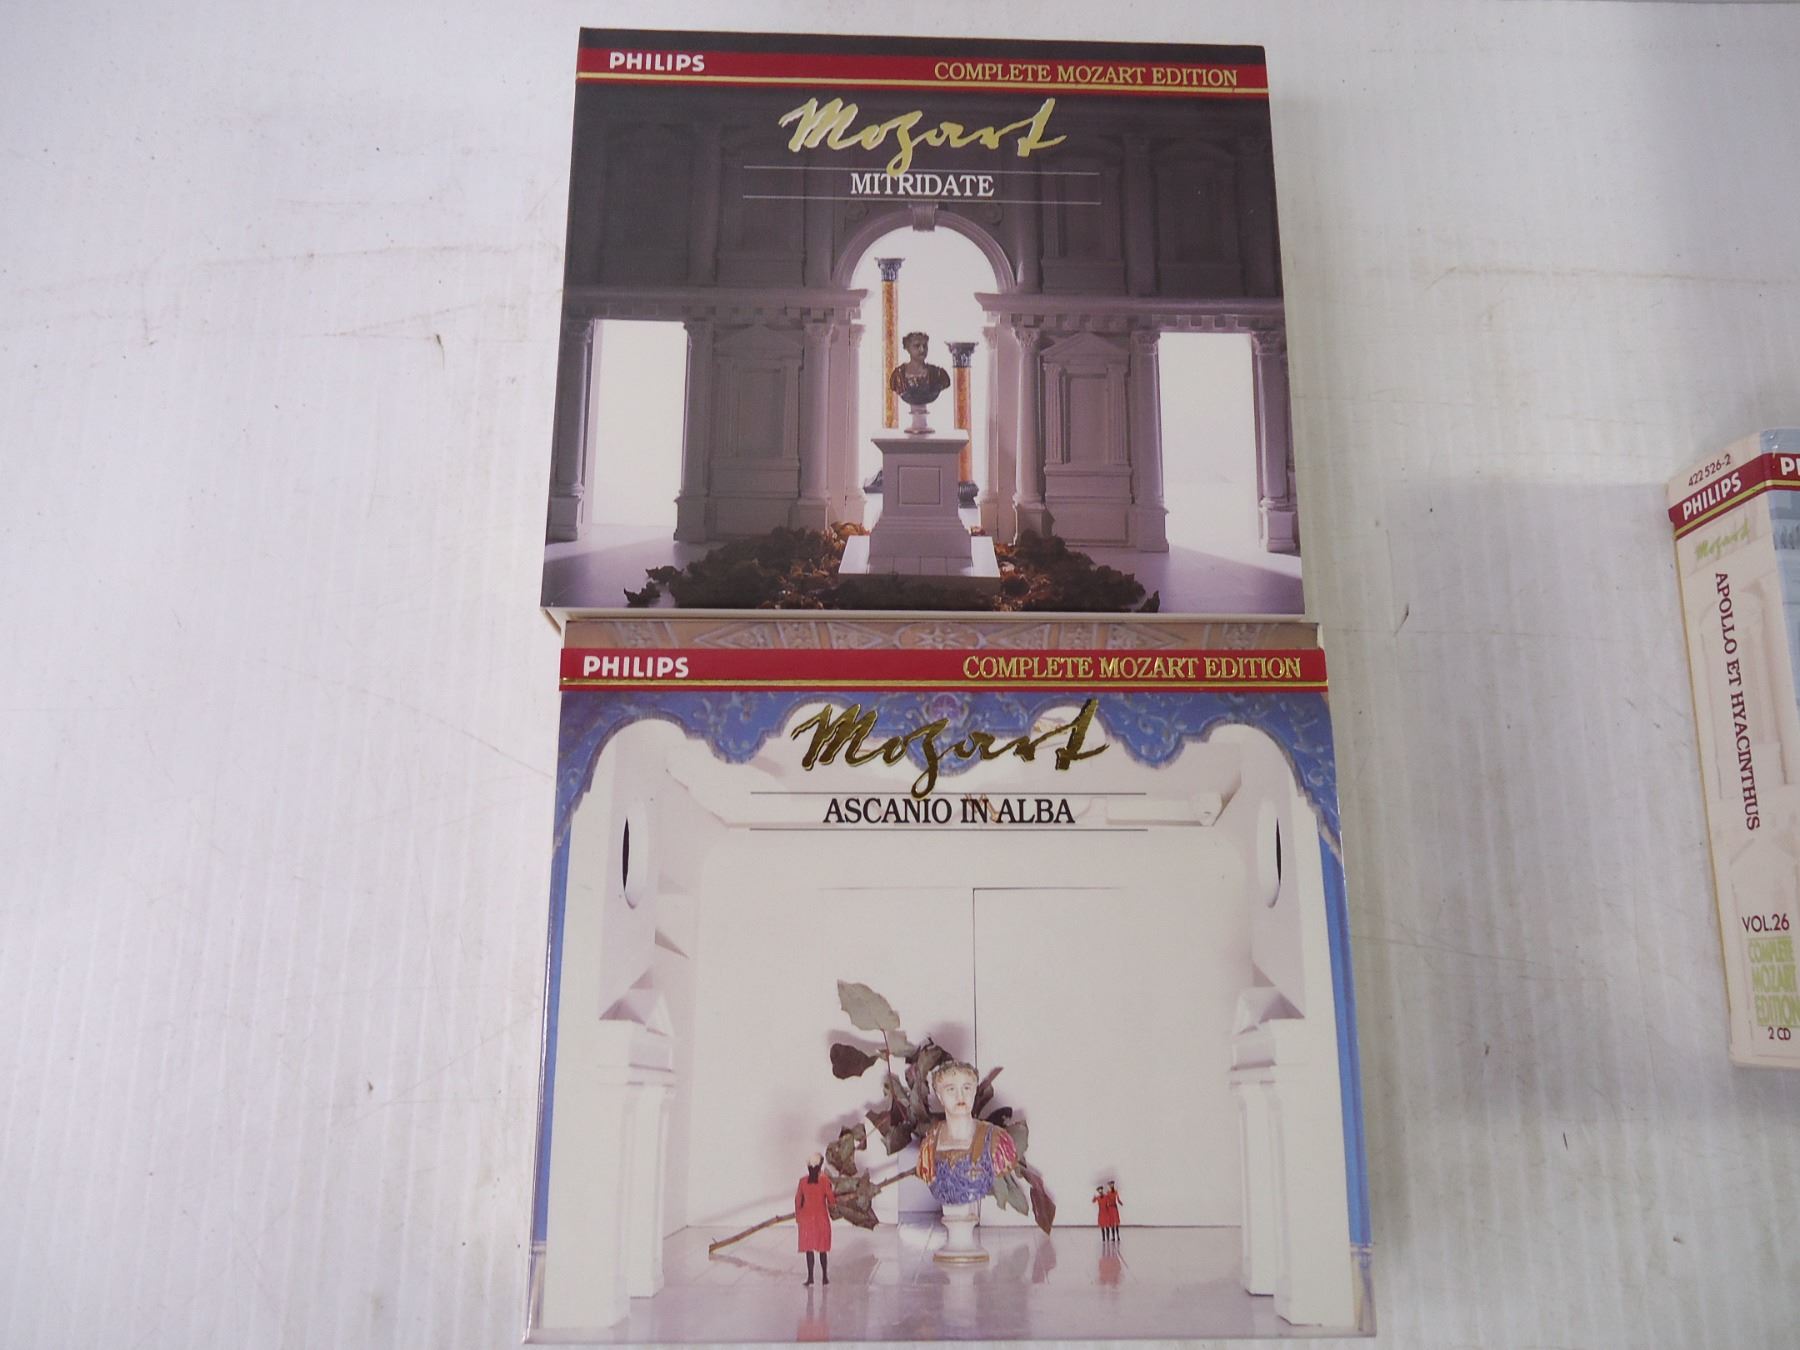 PHILIPS
COMPLETE MOZART EDITION
Mozart
MITRIDATE
PHILIPS
COMPLETE MOZART EDITION
Mozart
ASCANIO IN ALBA
422 526-2
PHILIPS
Mozart
APOLLO ET HYACINTHUS
VOL.26
COMPLETE
MOZART
EDITION
2 CD